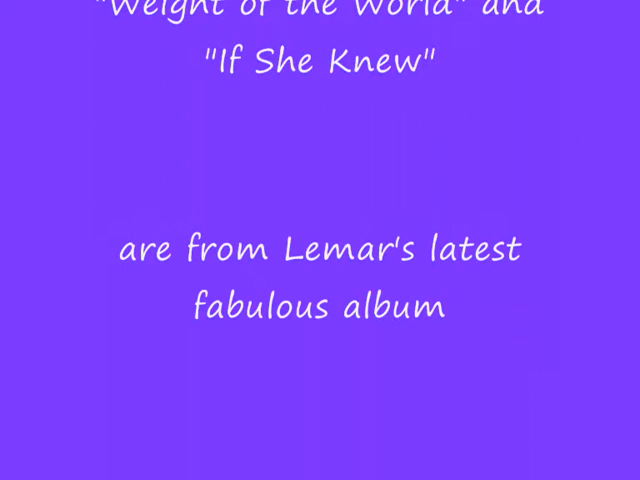 "Weight of the World" and
"If She Knew"
are from Lemar's latest
fabulous album